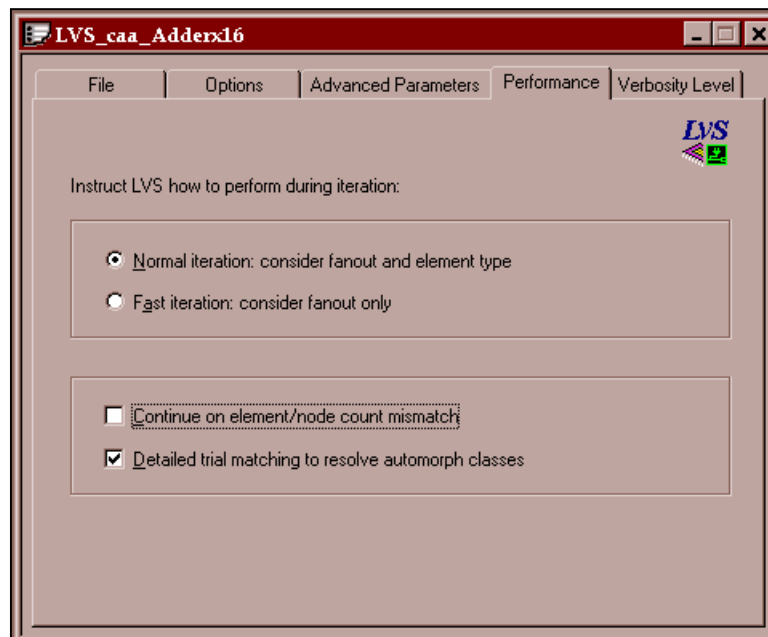 LVS_caa_Adderx16
File Options Advanced Parameters Performance Verbosity Level
LVS
Instruct LVS how to perform during iteration:
Normal iteration: consider fanout and element type
Fast iteration: consider fanout only
Continue on element/node count mismatch
Detailed trial matching to resolve automorph classes